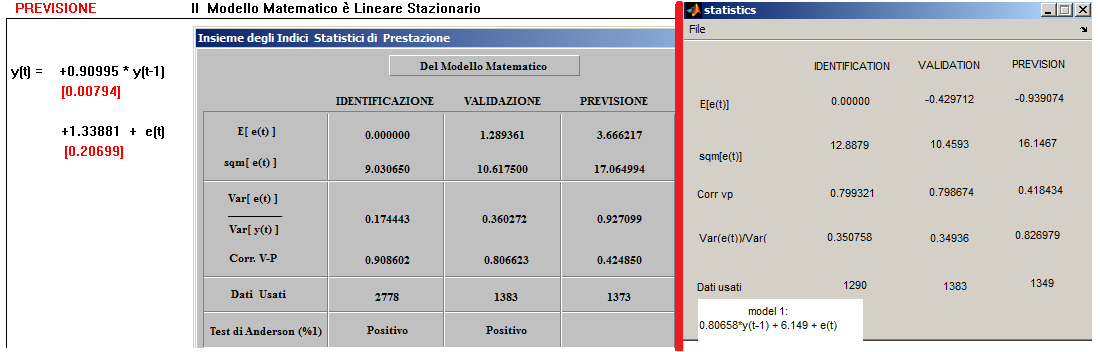 PREVISIONE
Il Modello Matematico è Lineare Stazionario
y(t) = +0.90995 * y(t-1)
[0.00794]
+1.33881 + e(t)
[0.20699]
Insieme degli Indici Statistici di Prestazione
Del Modello Matematico
IDENTIFICAZIONE VALIDAZIONE PREVISIONE
E[ e(t) ] 0.000000 1.289361 3.666217
sqm[ e(t) ] 9.030650 10.617500 17.064994
Var[ e(t) ]
Var[ y(t) ]
0.174443 0.360272 0.927099
Corr. V-P 0.908602 0.806623 0.424850
Dati Usati 2778 1383 1373
Test di Anderson (%1) Positivo Positivo
statistics
File
IDENTIFICATION VALIDATION PREVISION
E[e(t)] 0.00000 -0.429712 -0.939074
sqm[e(t)] 12.8879 10.4593 16.1467
Corr vp 0.799321 0.798674 0.418434
Var(e(t))/Var( 0.350758 0.34936 0.826979
Dati usati 1290 1383 1349
model 1:
0.80658*y(t-1) + 6.149 + e(t)